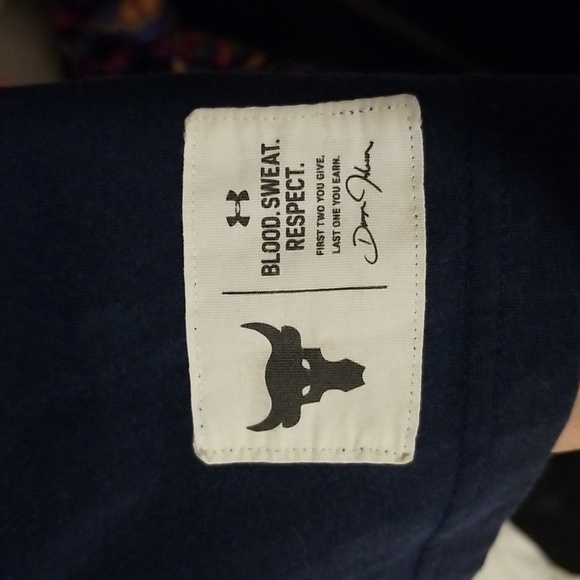 BLOOD. SWEAT.
RESPECT.
FIRST TWO YOU GIVE.
LAST ONE YOU EARN.